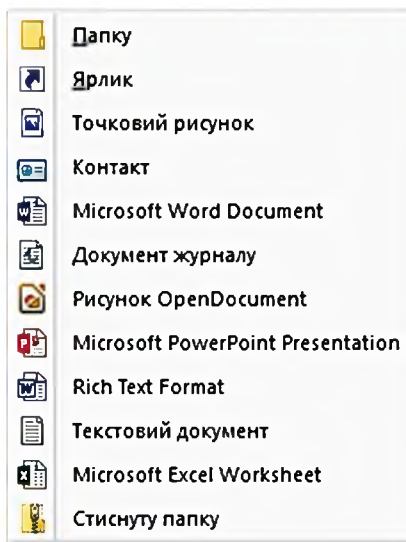 Папку
Ярлик
Точковий рисунок
Контакт
Microsoft Word Document
Документ журналу
Рисунок OpenDocument
Microsoft PowerPoint Presentation
Rich Text Format
Текстовий документ
Microsoft Excel Worksheet
Стиснуту папку